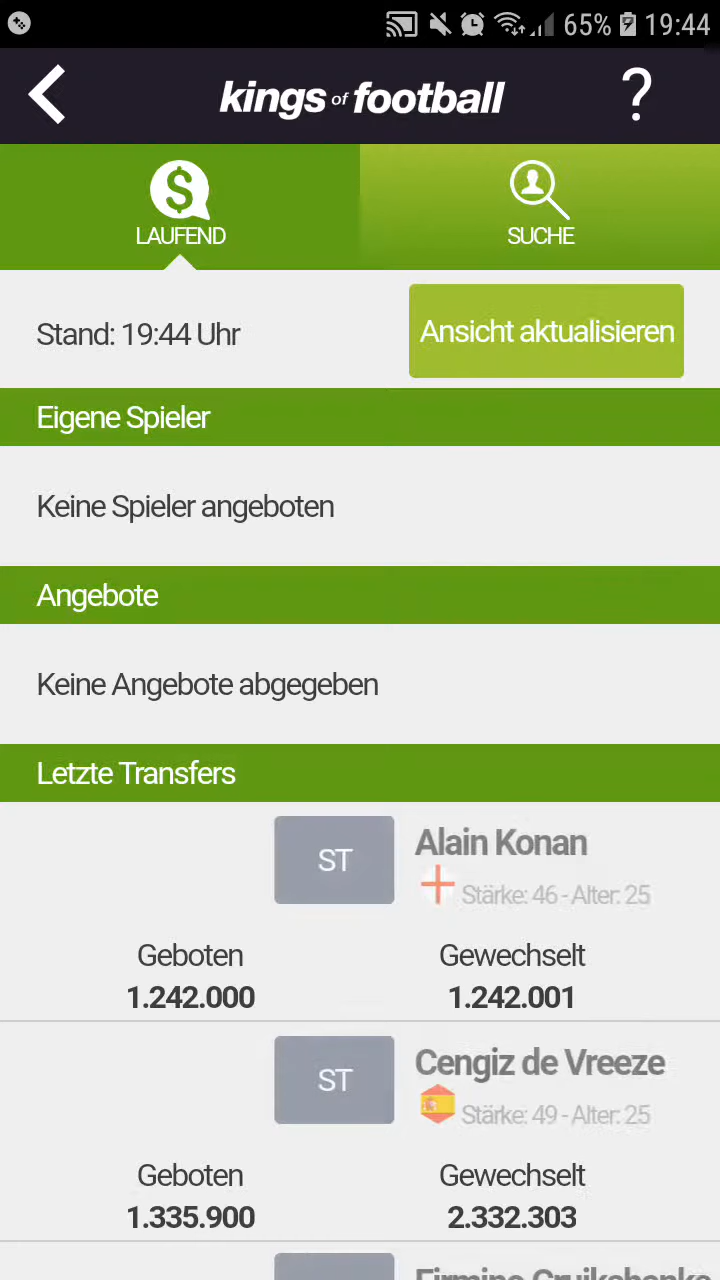 65% 19:44
kings of football ?
LAUFEND SUCHE
Stand: 19:44 Uhr Ansicht aktualisieren
Eigene Spieler
Keine Spieler angeboten
Angebote
Keine Angebote abgegeben
Letzte Transfers
ST Alain Konan
Stärke: 46 - Alter: 25
Geboten Gewechselt
1.242.000 1.242.001
ST Cengiz de Vreeze
Stärke: 49 - Alter: 25
Geboten Gewechselt
1.335.900 2.332.303